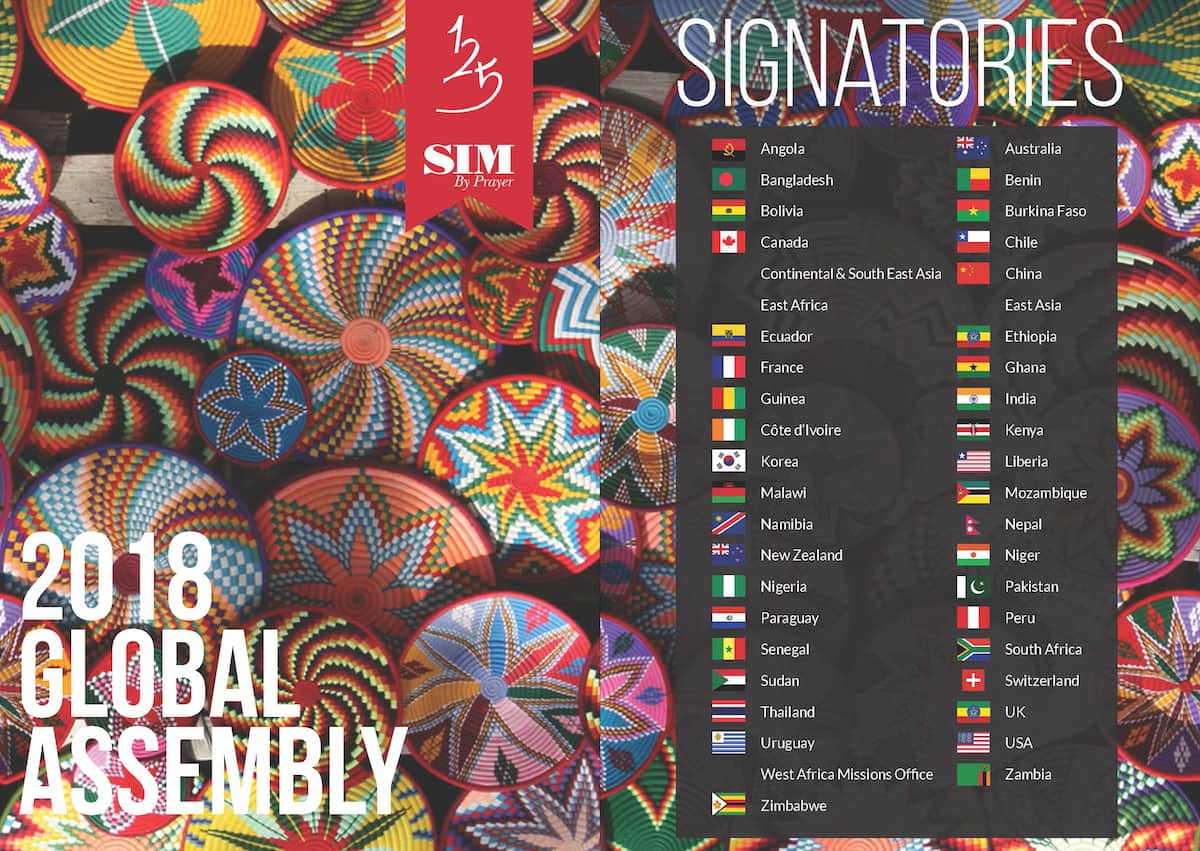 125
SIM
By Prayer
2018
GLOBAL
ASSEMBLY
SIGNATORIES
Angola
Bangladesh
Bolivia
Canada
Continental & South East Asia
East Africa
Ecuador
France
Guinea
Côte d'Ivoire
Korea
Malawi
Namibia
New Zealand
Nigeria
Paraguay
Senegal
Sudan
Thailand
Uruguay
West Africa Missions Office
Zimbabwe
Australia
Benin
Burkina Faso
Chile
China
East Asia
Ethiopia
Ghana
India
Kenya
Liberia
Mozambique
Nepal
Niger
Pakistan
Peru
South Africa
Switzerland
UK
USA
Zambia